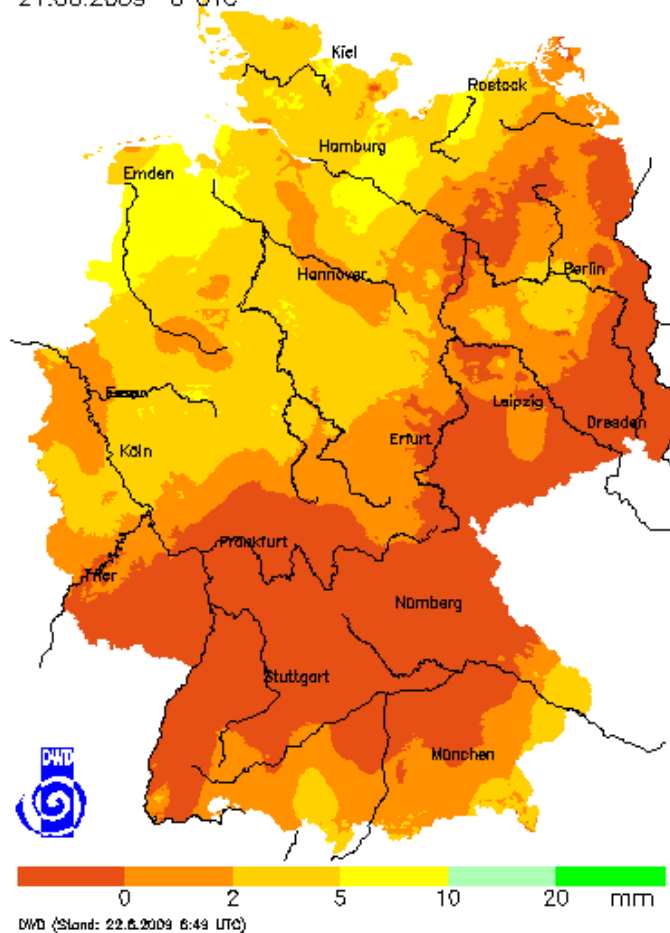 Kiel
Rostock
Hamburg
Emden
Hannover
Berlin
Essen
Leipzig
Dresden
Köln
Erfurt
Frankfurt
Trier
Nürnberg
Stuttgart
München
DWD
0 2 5 10 20 mm
DWD (Stand: 22.6.2009 6:49 UTC)